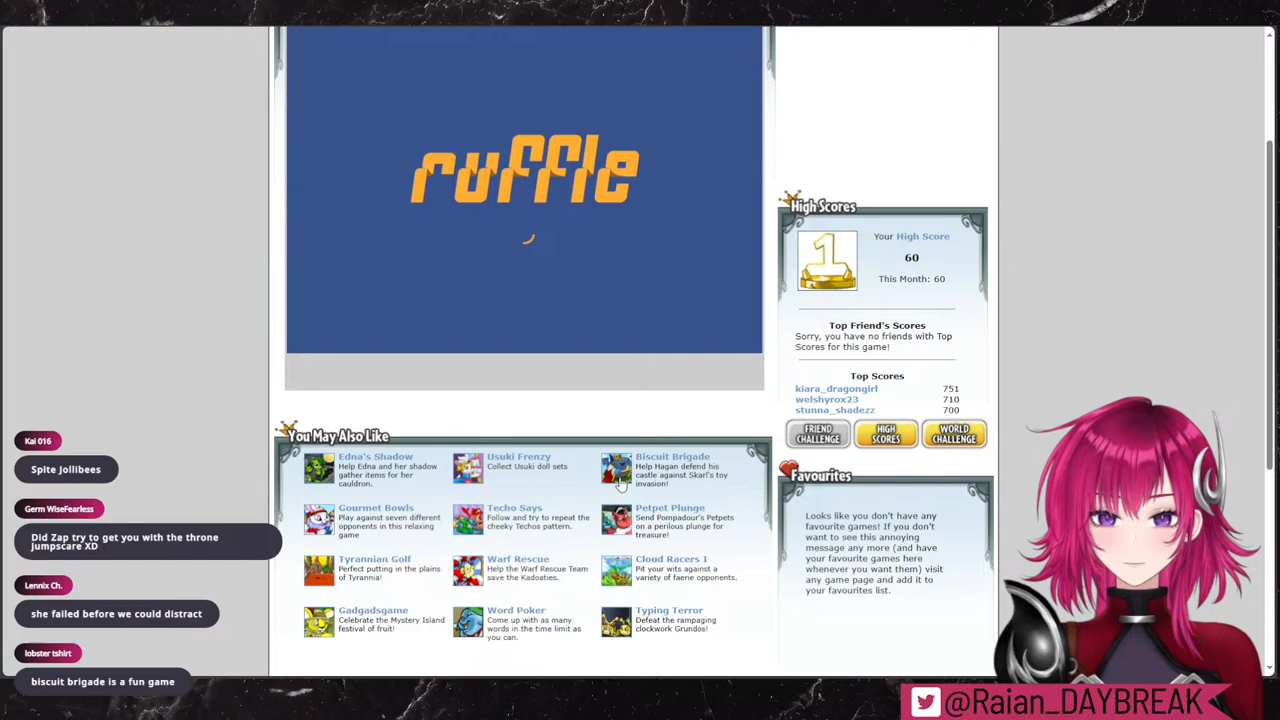 ruffle
High Scores
1
Your High Score
60
This Month: 60
Top Friend's Scores
Sorry, you have no friends with Top
Scores for this game!
Top Scores
kiara_dragongirl 751
welshyrox23 710
stunna_shadezz 700
FRIEND
CHALLENGE
HIGH
SCORES
WORLD
CHALLENGE
You May Also Like
Edna's Shadow
Help Edna and her shadow
gather items for her
cauldron.
Usuki Frenzy
Collect Usuki doll sets
Biscuit Brigade
Help Hagan defend his
castle against Skarl's toy
invasion!
Gourmet Bowls
Play against seven different
opponents in this relaxing
game
Techo Says
Follow and try to repeat the
cheeky Techos pattern.
Petpet Plunge
Send Pompadour's Petpets
on a perilous plunge for
treasure!
Tyrannian Golf
Perfect putting in the plains
of Tyrannia!
Warf Rescue
Help the Warf Rescue Team
save the Kadoaties.
Cloud Racers I
Pit your wits against a
variety of faerie opponents.
Gadgadsgame
Celebrate the Mystery Island
festival of fruit!
Word Poker
Come up with as many
words in the time limit as
you can.
Typing Terror
Defeat the rampaging
clockwork Grundos!
Favourites
Looks like you don't have any
favourite games! If you don't
want to see this annoying
message any more (and have
your favourite games here
whenever you want them) visit
any game page and add it to
your favourites list.
Kai 016
Spite Jollibees
Germ WiseFearless
Did Zap try to get you with the throne
jumpscare XD
Lennix Ch.
she failed before we could distract
lobster tshirt
biscuit brigade is a fun game
@Raian_DAYBREAK